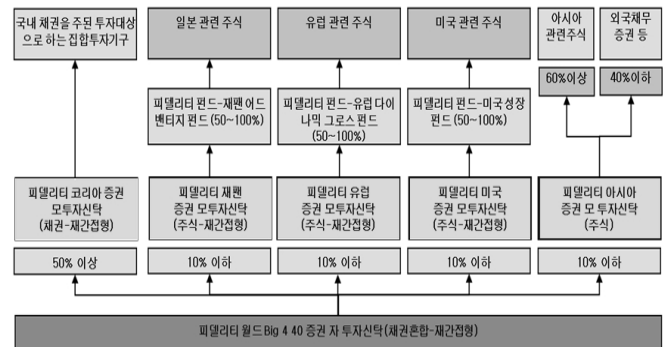 국내 채권을 주된 투자대상
으로 하는 집합투자기구
일본 관련 주식
유럽 관련 주식
미국 관련 주식
아시아
관련주식
외국채무
증권 등
60%이상
40%이하
피델리티 펀드-재팬 어드
밴티지 펀드 (50~100%)
피델리티 펀드-유럽 다이
나믹 그로스 펀드
(50~100%)
피델리티 펀드-미국 성장
펀드 (50~100%)
피델리티 코리아 증권
모투자신탁
(채권-재간접형)
피델리티 재팬
증권 모투자신탁
(주식-재간접형)
피델리티 유럽
증권 모투자신탁
(주식-재간접형)
피델리티 미국
증권 모투자신탁
(주식-재간접형)
피델리티 아시아
증권 모 투자신탁
(주식)
50% 이상
10% 이하
10% 이하
10% 이하
10% 이하
피델리티 월드 Big 4 40 증권 자 투자신탁(채권혼합-재간접형)